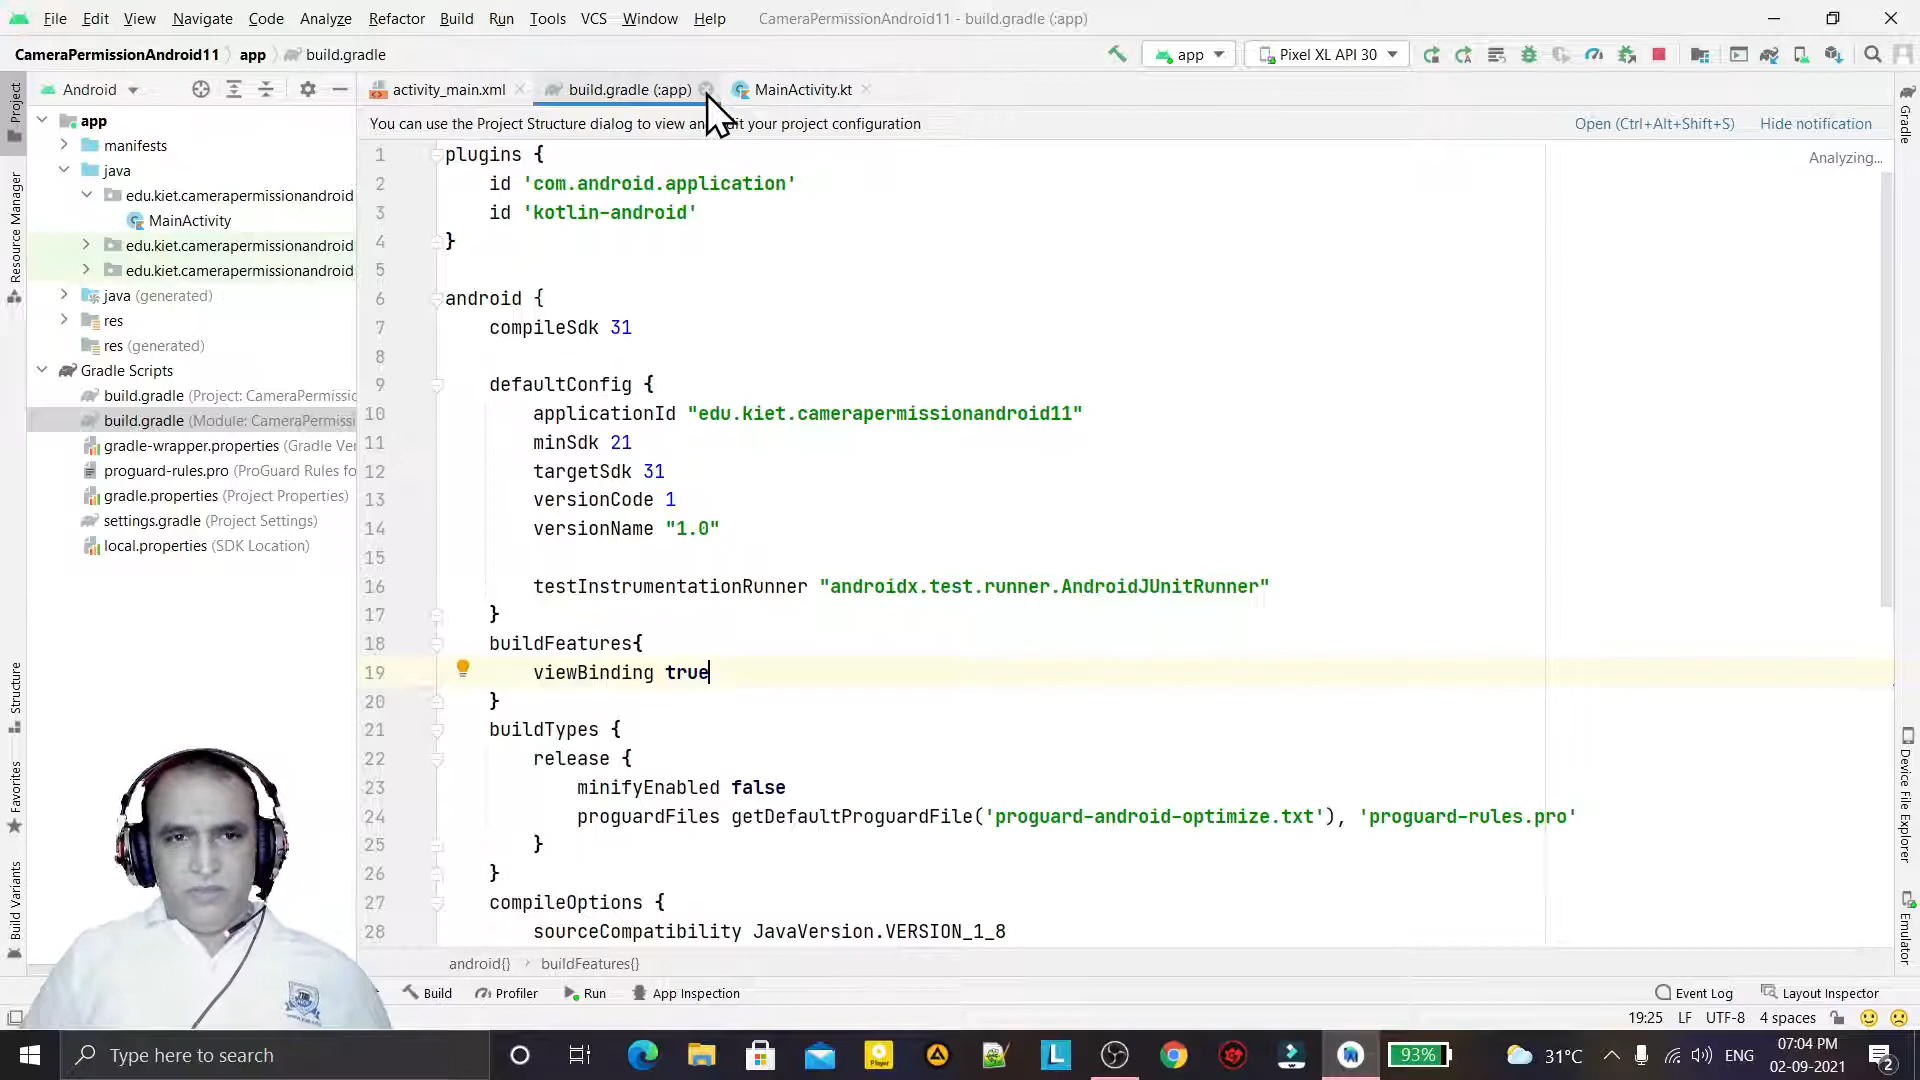 File Edit View Navigate Code Analyze Refactor Build Run Tools VCS Window Help CameraPermissionAndroid11 - build.gradle (:app)
CameraPermissionAndroid11 app build.gradle
app Pixel XL API 30
Android
activity_main.xml build.gradle (:app) MainActivity.kt
You can use the Project Structure dialog to view an it your project configuration Open (Ctrl+Alt+Shift+S) Hide notification
Analyzing...
Project
Resource Manager
Structure
Favorites
Build Variants
app
manifests
java
edu.kiet.camerapermissionandroid
MainActivity
edu.kiet.camerapermissionandroid
edu.kiet.camerapermissionandroid
java (generated)
res
res (generated)
Gradle Scripts
build.gradle (Project: CameraPermissic
build.gradle (Module: CameraPermissi
gradle-wrapper.properties (Gradle Ver
proguard-rules.pro (ProGuard Rules fo
gradle.properties (Project Properties)
settings.gradle (Project Settings)
local.properties (SDK Location)
1 plugins {
2 id 'com.android.application'
3 id 'kotlin-android'
4 }
5
6 android {
7 compileSdk 31
8
9 defaultConfig {
10 applicationId "edu.kiet.camerapermissionandroid11"
11 minSdk 21
12 targetSdk 31
13 versionCode 1
14 versionName "1.0"
15
16 testInstrumentationRunner "androidx.test.runner.AndroidJUnitRunner"
17 }
18 buildFeatures{
19 viewBinding true
20 }
21 buildTypes {
22 release {
23 minifyEnabled false
24 proguardFiles getDefaultProguardFile('proguard-android-optimize.txt'), 'proguard-rules.pro'
25 }
26 }
27 compileOptions {
28 sourceCompatibility JavaVersion.VERSION_1_8
Gradle
Device File Explorer
Emulator
android{} buildFeatures{}
Build Profiler Run App Inspection Event Log Layout Inspector
19:25 LF UTF-8 4 spaces
Type here to search
93% 31°C ENG
07:04 PM
02-09-2021
2